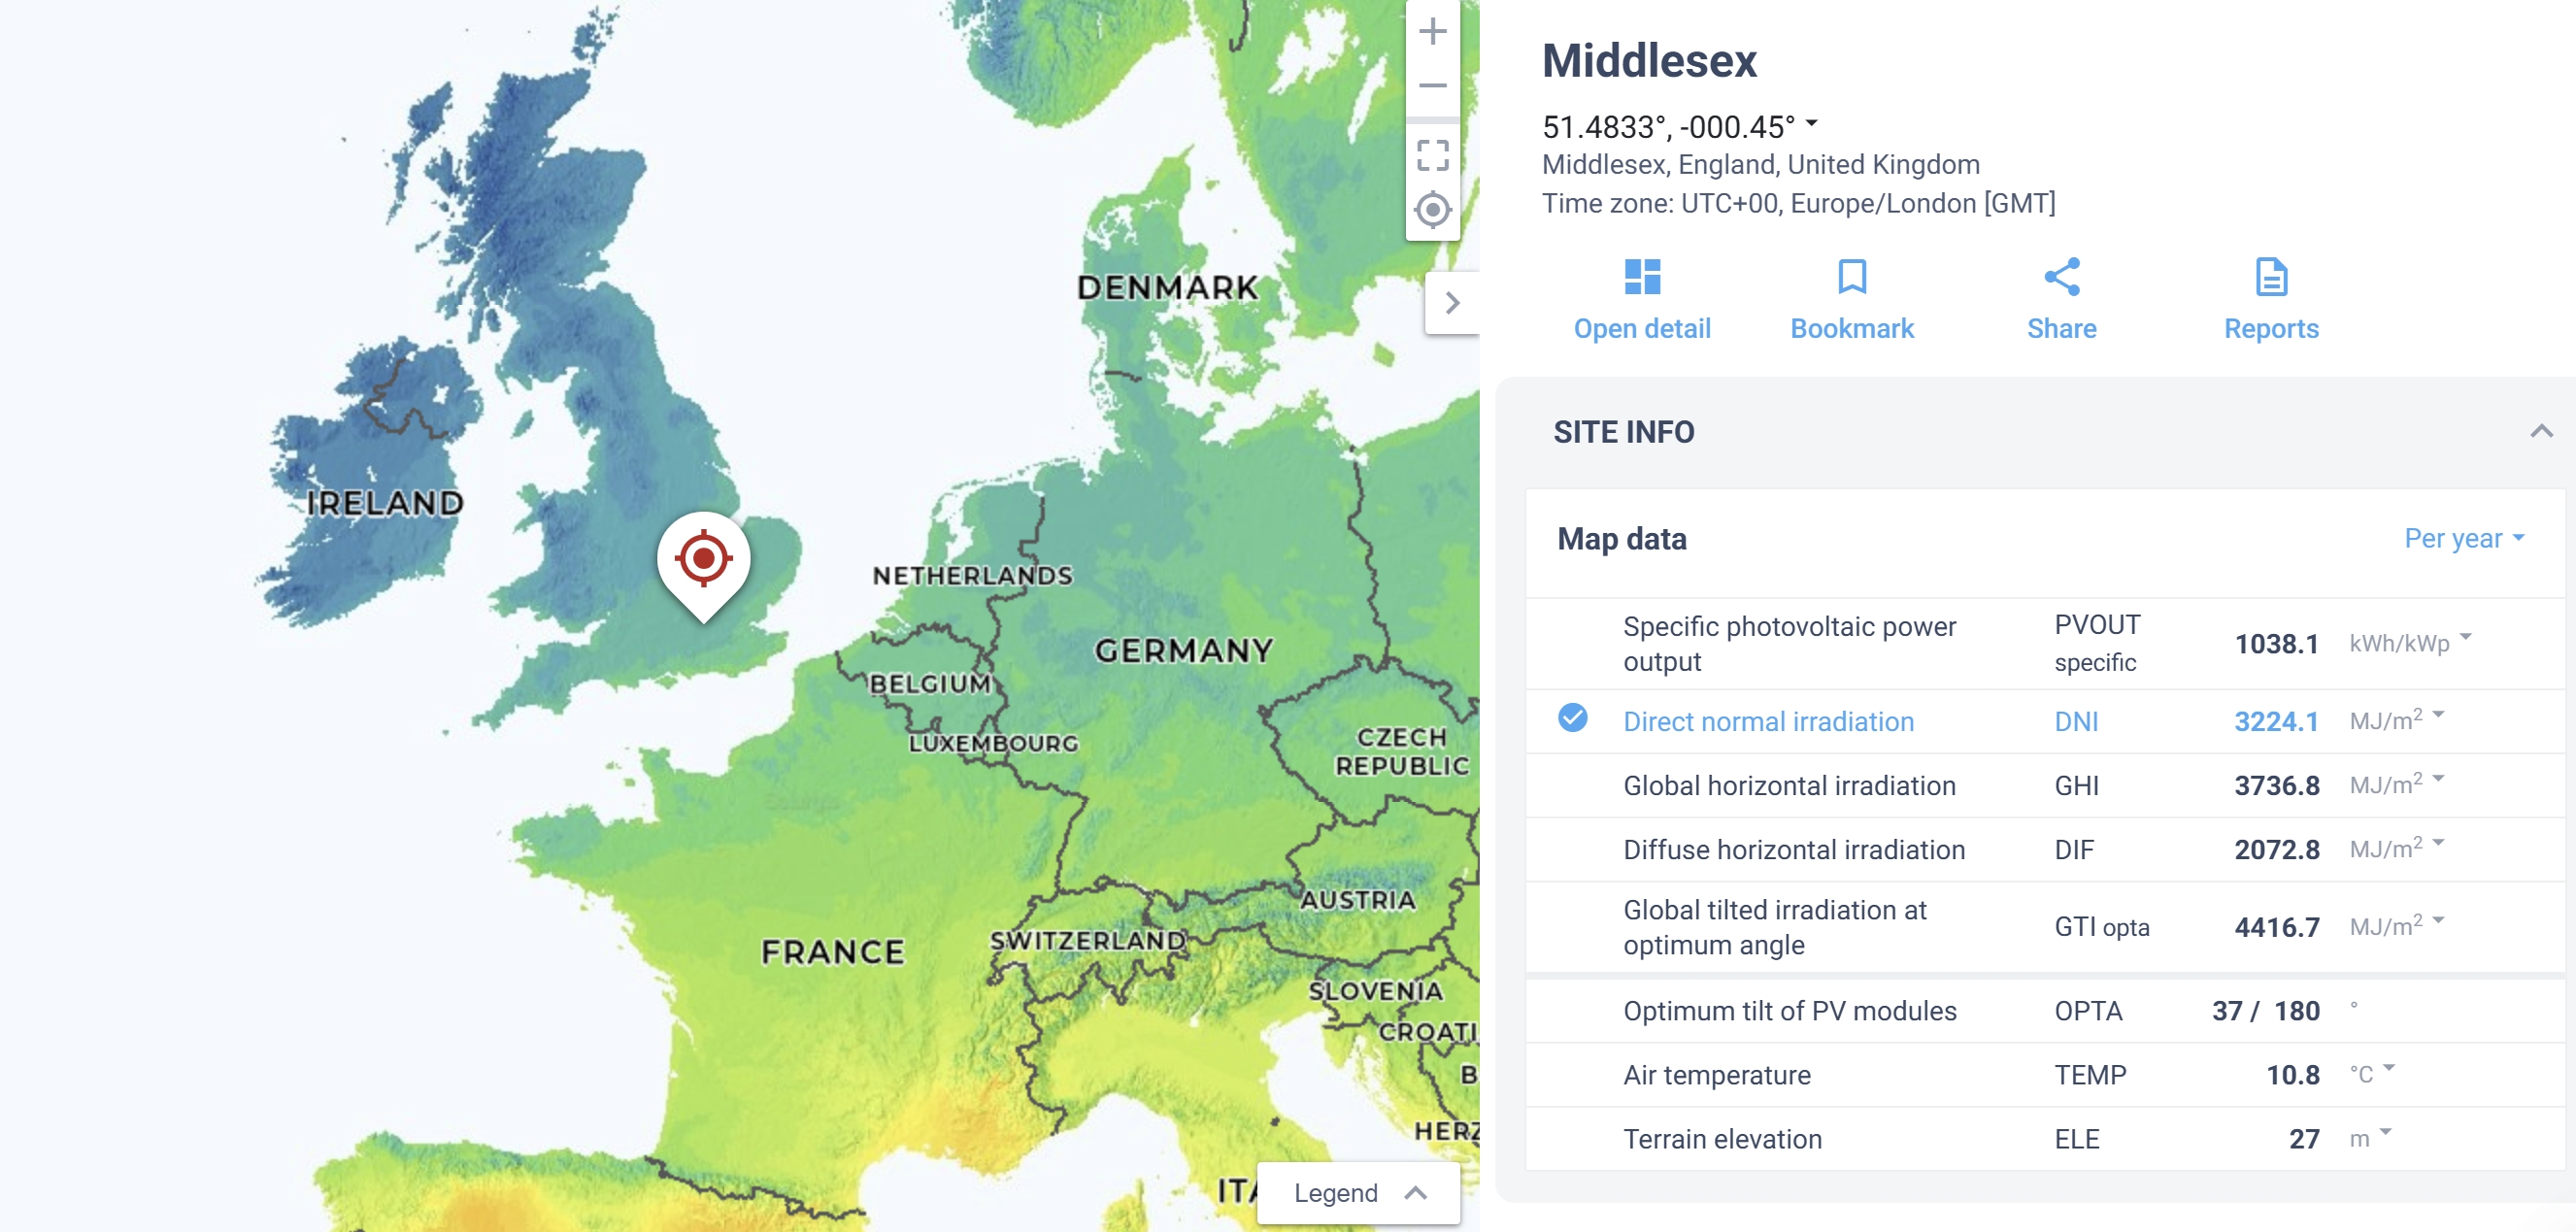 DENMARK
IRELAND
NETHERLANDS
GERMANY
BELGIUM
LUXEMBOURG
CZECH
REPUBLIC
AUSTRIA
FRANCE
SWITZERLAND
SLOVENIA
CROATI
B
HERZ
ITA
Legend
Middlesex
51.4833°, -000.45°
Middlesex, England, United Kingdom
Time zone: UTC+00, Europe/London [GMT]
Open detail Bookmark Share Reports
SITE INFO
Map data Per year
Specific photovoltaic power
output PVOUT
specific 1038.1 kWh/kWp
Direct normal irradiation DNI 3224.1 MJ/m²
Global horizontal irradiation GHI 3736.8 MJ/m²
Diffuse horizontal irradiation DIF 2072.8 MJ/m²
Global tilted irradiation at
optimum angle GTI opta 4416.7 MJ/m²
Optimum tilt of PV modules OPTA 37 / 180 °
Air temperature TEMP 10.8 °C
Terrain elevation ELE 27 m